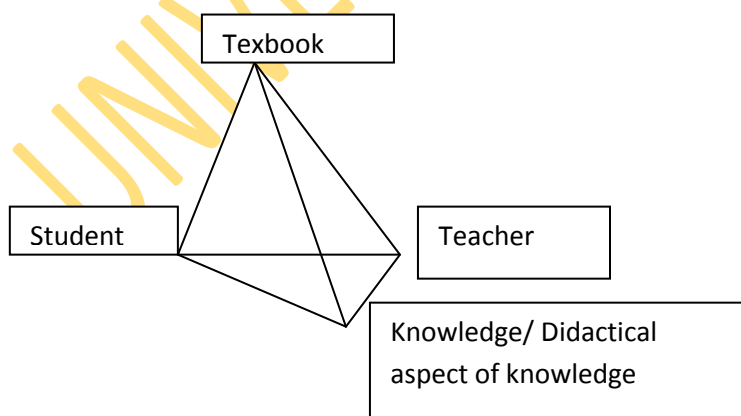 Texbook
Student
Teacher
Knowledge/ Didactical
aspect of knowledge